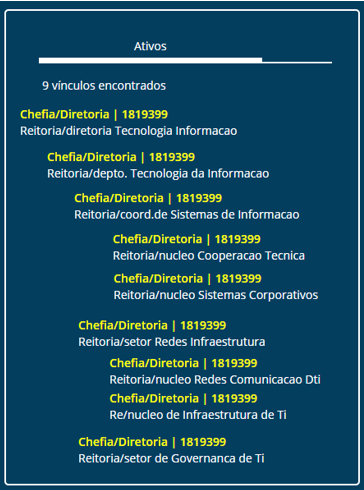 Ativos
9 vínculos encontrados
Chefia/Diretoria | 1819399
Reitoria/diretoria Tecnologia Informacao
Chefia/Diretoria | 1819399
Reitoria/depto. Tecnologia da Informacao
Chefia/Diretoria | 1819399
Reitoria/coord.de Sistemas de Informacao
Chefia/Diretoria | 1819399
Reitoria/nucleo Cooperacao Tecnica
Chefia/Diretoria | 1819399
Reitoria/nucleo Sistemas Corporativos
Chefia/Diretoria | 1819399
Reitoria/setor Redes Infraestrutura
Chefia/Diretoria | 1819399
Reitoria/nucleo Redes Comunicacao Dti
Chefia/Diretoria | 1819399
Re/nucleo de Infraestrutura de Ti
Chefia/Diretoria | 1819399
Reitoria/setor de Governanca de Ti